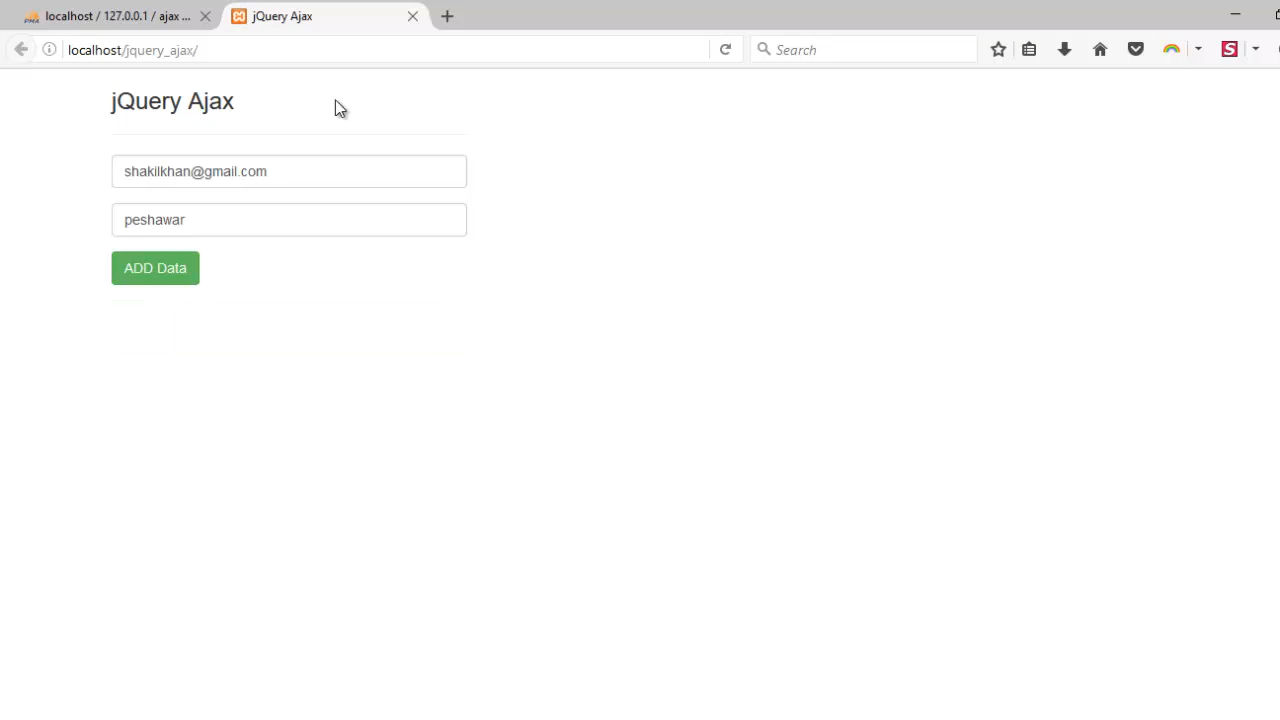 localhost / 127.0.0.1 / ajax ...
jQuery Ajax
localhost/jquery_ajax/
Search
jQuery Ajax
shakilkhan@gmail.com
peshawar
ADD Data